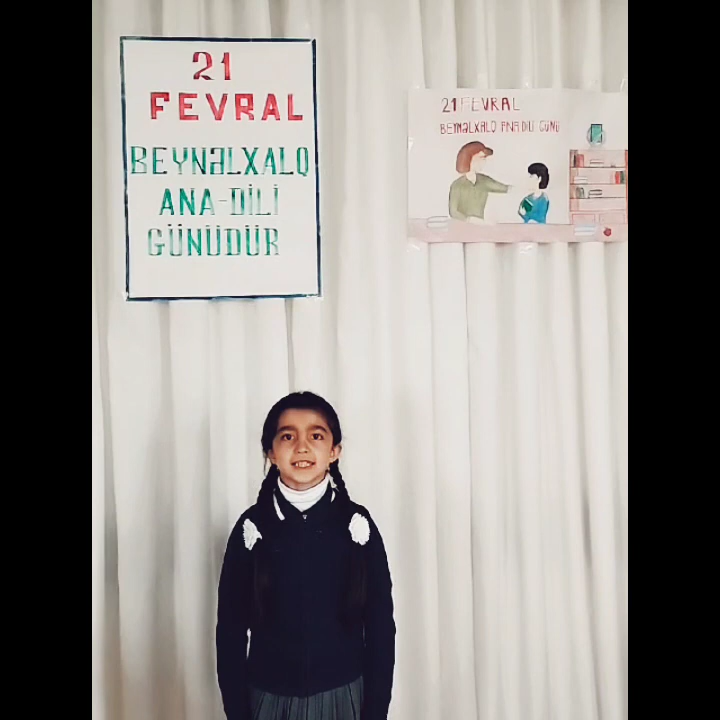 21
FEVRAL
BEYNƏLXALQ
ANA-DİLİ
GÜNÜDÜR
21 FEVRAL
BEYNƏLXALQ ANA DİLİ GÜNÜ